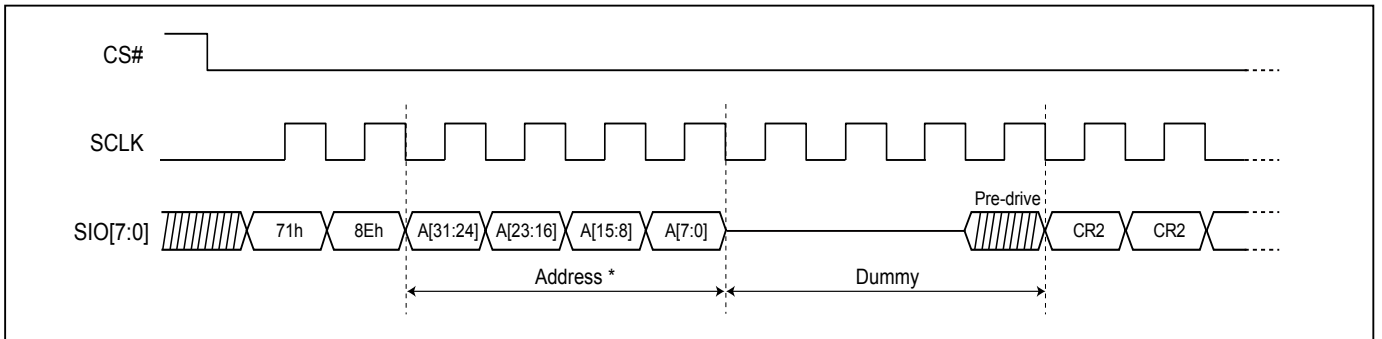 CS#
SCLK
Pre-drive
SIO[7:0] 71h 8Eh A[31:24] A[23:16] A[15:8] A[7:0] CR2 CR2
Address * Dummy